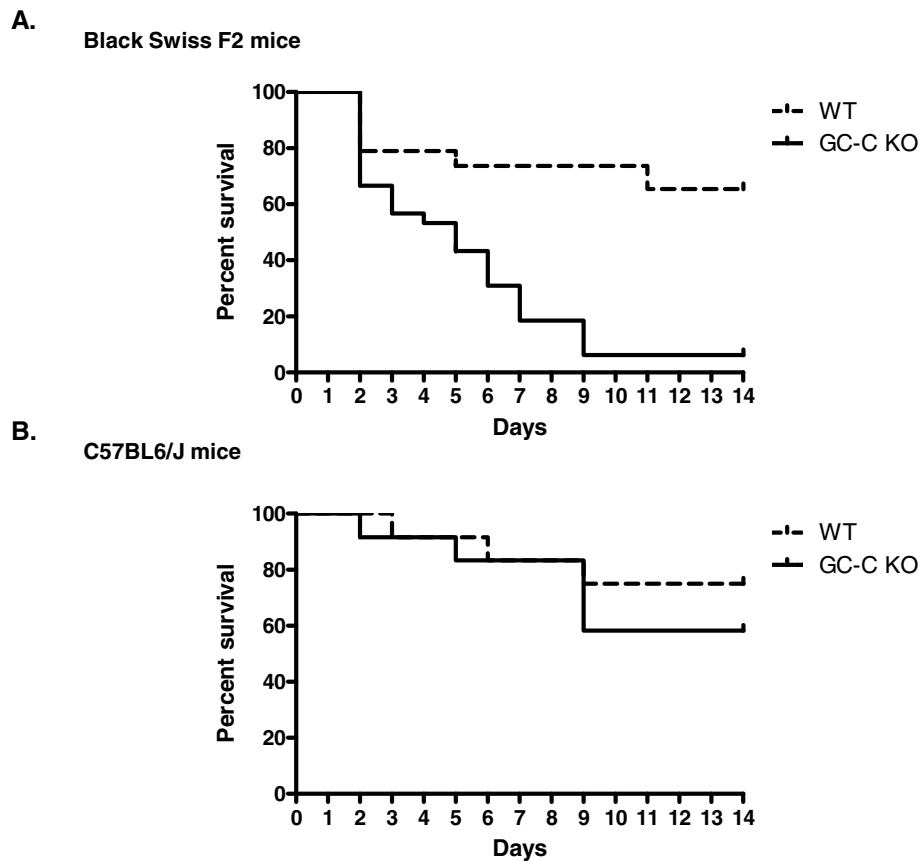 A.
Black Swiss F2 mice
100
80
60
40
20
0
Percent survival
0 1 2 3 4 5 6 7 8 9 10 11 12 13 14
Days
WT
GC-C KO
B.
C57BL6/J mice
100
80
60
40
20
0
Percent survival
0 1 2 3 4 5 6 7 8 9 10 11 12 13 14
Days
WT
GC-C KO